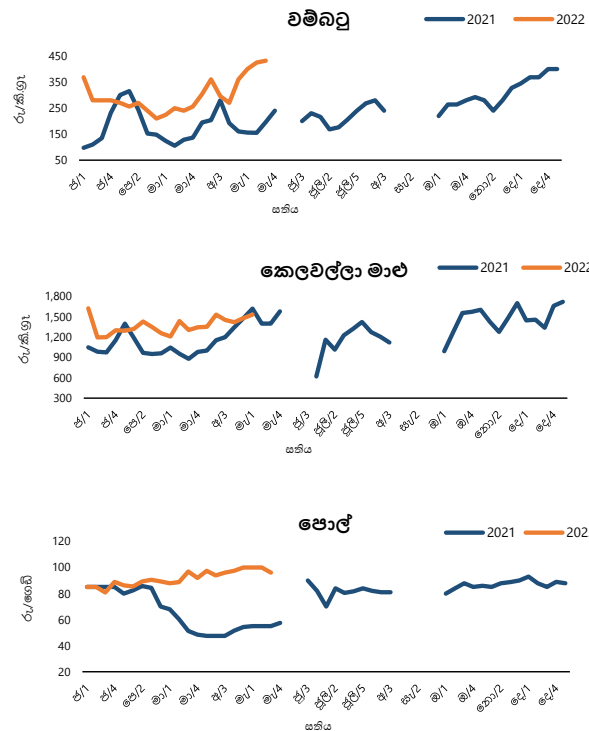 වම්බටු
2021 2022
රු/කි.ග්‍රෑ
450
350
250
150
50
ජ/1 ජ/4 පෙ/2 මා/1 මා/4 අ/3 මැ/1 මැ/4 ජු/3 ජූලි/2 ජූලි/5 අ/3 සැ/2 ඔ/1 ඔ/4 නො/2 දෙ/1 දෙ/4
සතිය
කෙලවල්ලා මාළු
2021 2022
රු/කි.ග්‍රෑ
1,800
1,500
1,200
900
600
300
ජ/1 ජ/4 පෙ/2 මා/1 මා/4 අ/3 මැ/1 මැ/4 ජු/3 ජූලි/2 ජූලි/5 අ/3 සැ/2 ඔ/1 ඔ/4 නො/2 දෙ/1 දෙ/4
සතිය
පොල්
2021 202
රු/ගෙඩි
120
100
80
60
40
20
ජ/1 ජ/4 පෙ/2 මා/1 මා/4 අ/3 මැ/1 මැ/4 ජු/3 ජූලි/2 ජූලි/5 අ/3 සැ/2 ඔ/1 ඔ/4 නො/2 දෙ/1 දෙ/4
සතිය